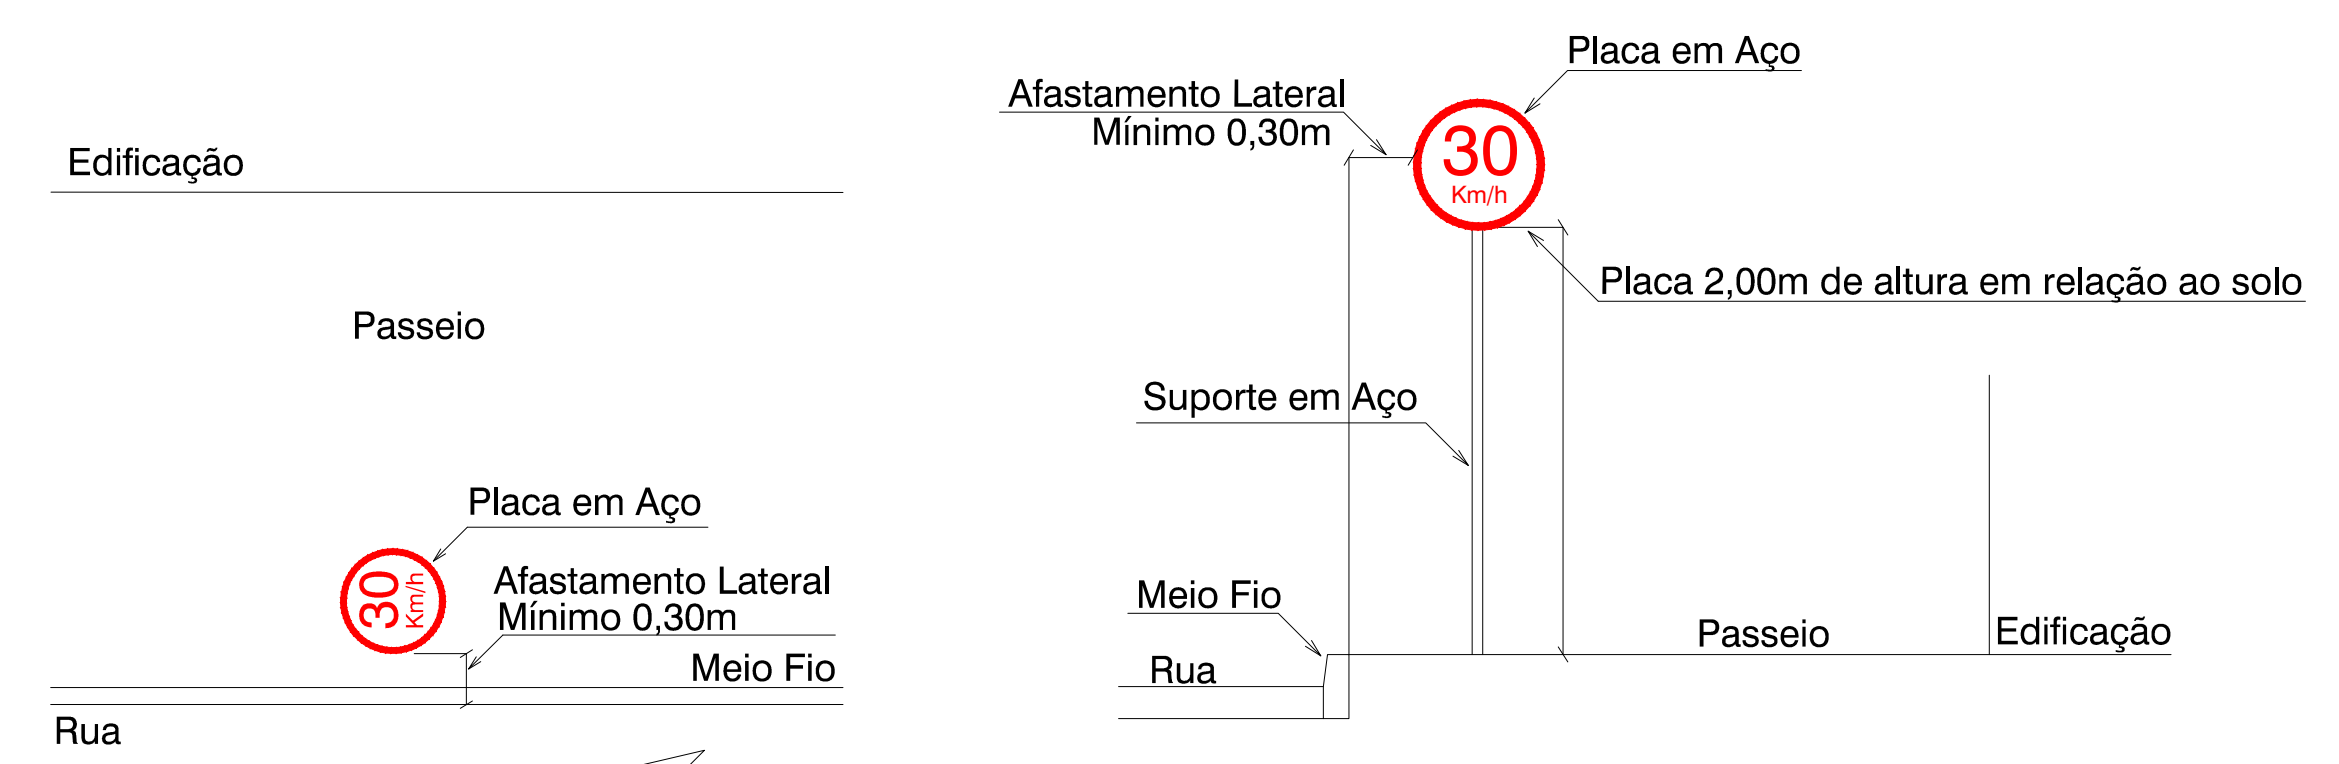 Edificação
Passeio
Placa em Aço
30
Km/h
Afastamento Lateral
Mínimo 0,30m
Meio Fio
Rua
Placa em Aço
Afastamento Lateral
Mínimo 0,30m
30
Km/h
Placa 2,00m de altura em relação ao solo
Suporte em Aço
Meio Fio
Rua
Passeio
Edificação